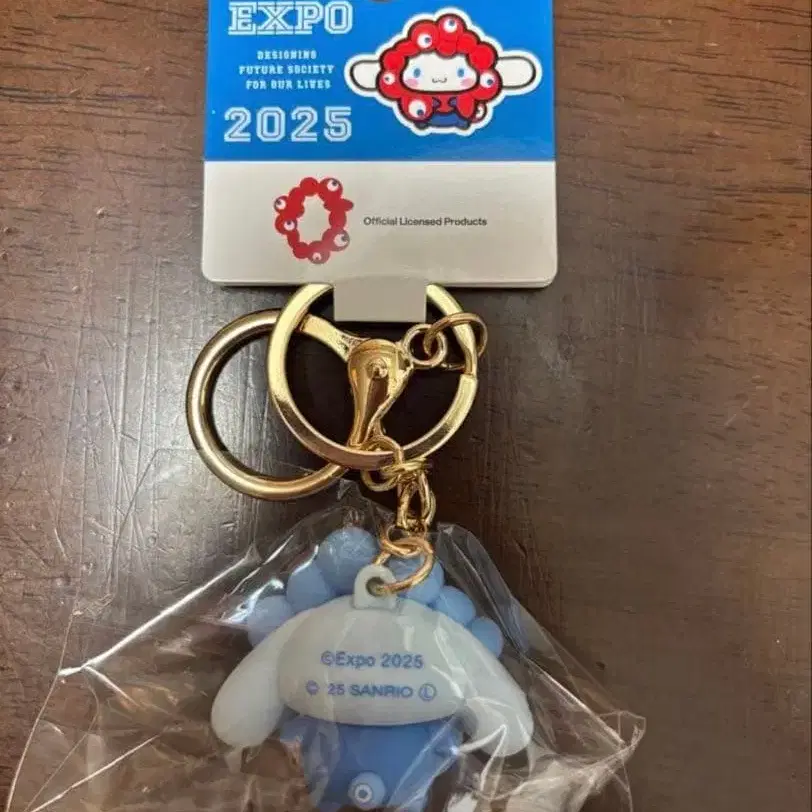 EXPO
DESIGNING
FUTURE SOCIETY
FOR OUR LIVES
2025
Official Licensed Products
©Expo 2025
© '25 SANRIO Ⓛ